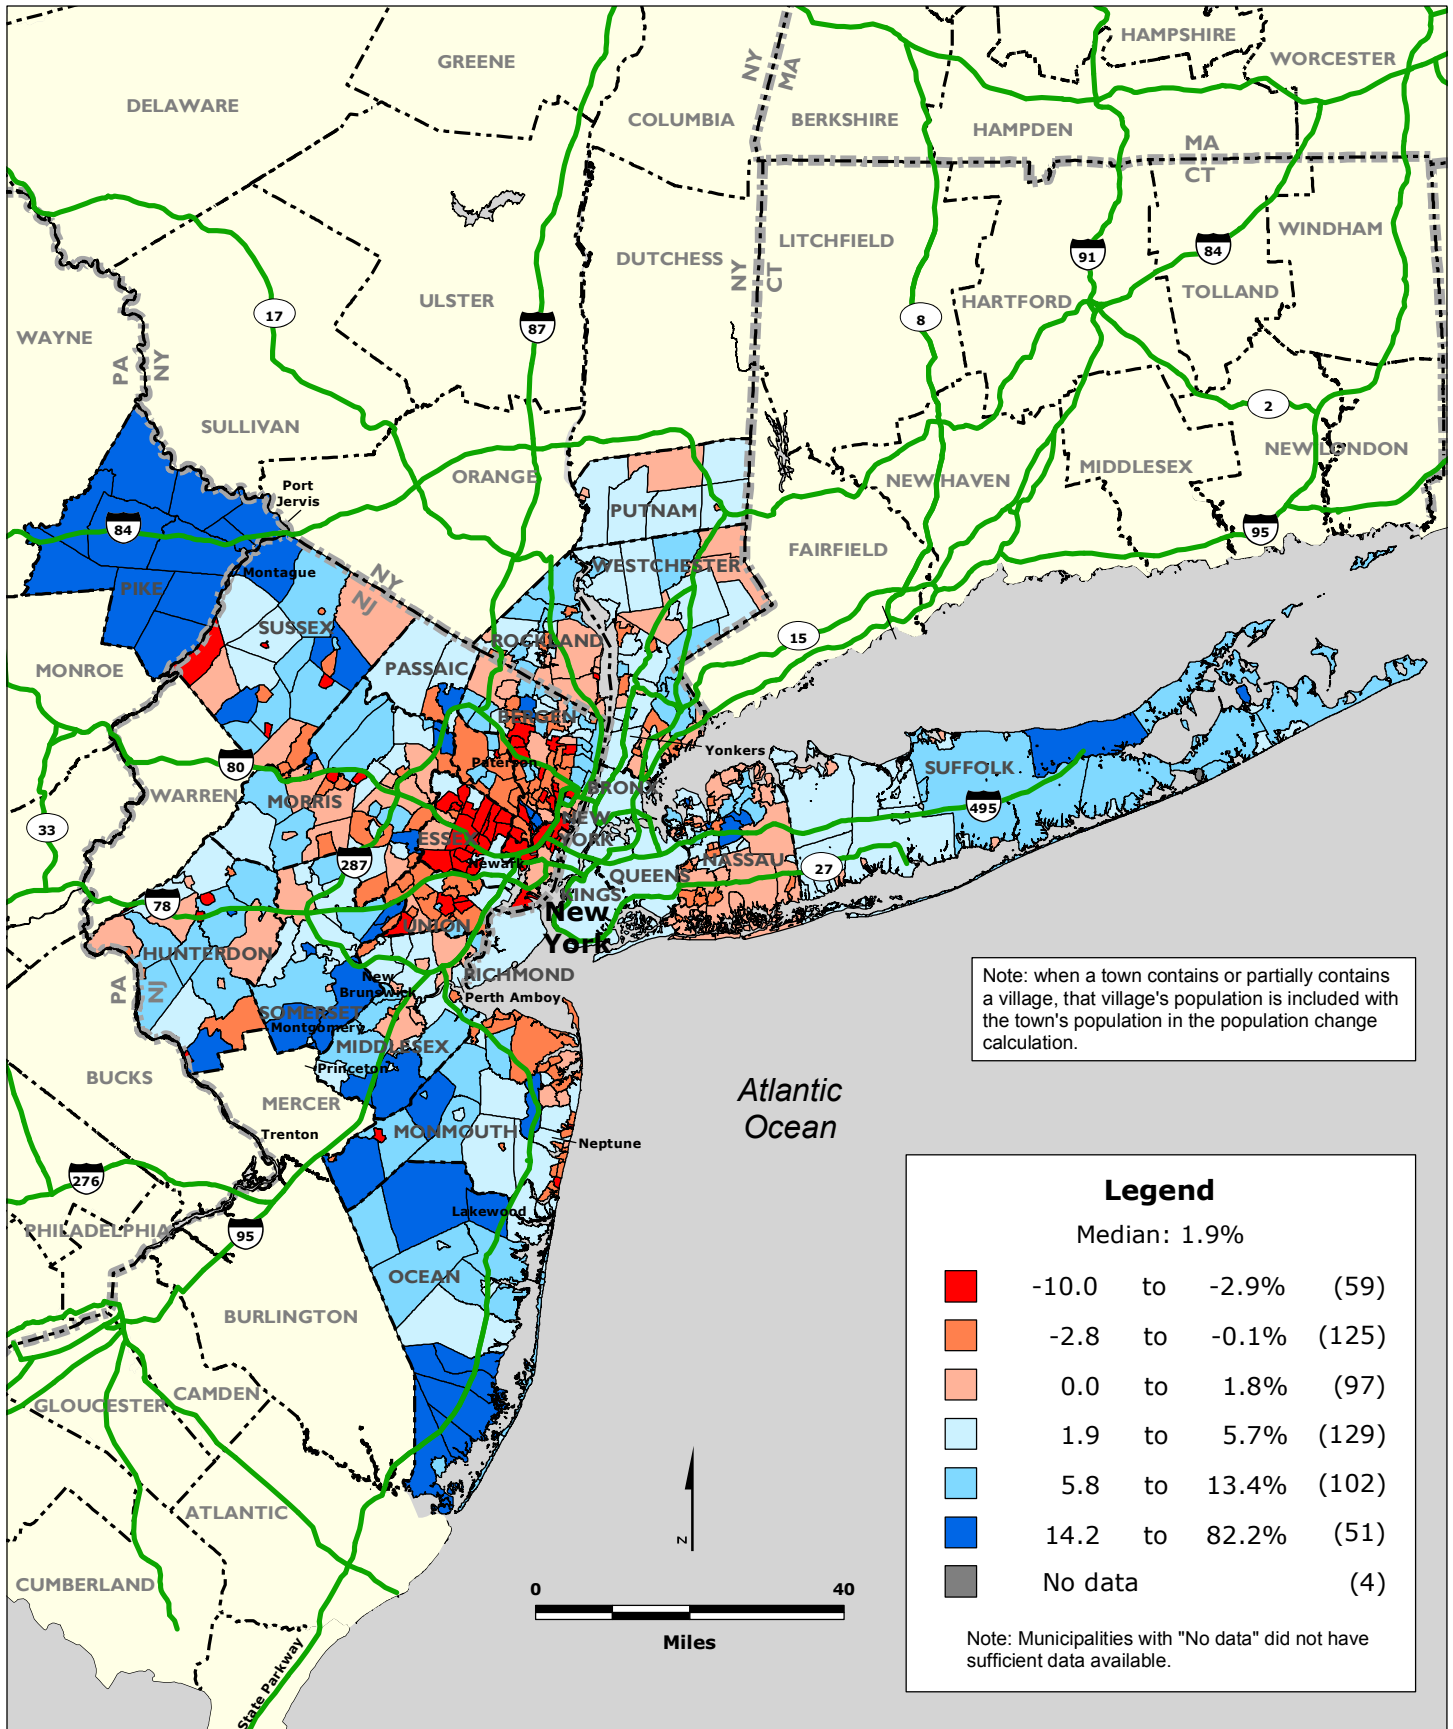 HAMPSHIRE
GREENE
NY
MA
WORCESTER
DELAWARE
COLUMBIA
BERKSHIRE
HAMPDEN
MA
CT
WINDHAM
LITCHFIELD
DUTCHESS
NY
CT
91
84
HARTFORD
TOLLAND
ULSTER
17
87
8
WAYNE
PA
NY
2
SULLIVAN
NEW LONDON
ORANGE
NEW HAVEN
MIDDLESEX
Port
Jervis
PUTNAM
84
95
FAIRFIELD
WESTCHESTER
Montague
NY
NJ
PIKE
SUSSEX
ROCKLAND
15
MONROE
PASSAIC
BERGEN
Yonkers
Paterson
80
SUFFOLK
WARREN
MORRIS
BRONX
495
33
NEW
YORK
ESSEX
287
Newark
NASSAU
27
QUEENS
78
KINGS
New
York
UNION
HUNTERDON
RICHMOND
PA
NJ
New
Brunswick
Perth Amboy
SOMERSET
Montgomery
MIDDLESEX
Princeton
BUCKS
MERCER
Note: when a town contains or partially contains
a village, that village's population is included with
the town's population in the population change
calculation.
Atlantic
Ocean
Trenton
MONMOUTH
Neptune
276
Lakewood
PHILADELPHIA
95
OCEAN
BURLINGTON
CAMDEN
GLOUCESTER
ATLANTIC
CUMBERLAND
State Parkway
N
0 40
Miles
Legend
Median: 1.9%
-10.0 to -2.9% (59)
-2.8 to -0.1% (125)
0.0 to 1.8% (97)
1.9 to 5.7% (129)
5.8 to 13.4% (102)
14.2 to 82.2% (51)
No data (4)
Note: Municipalities with "No data" did not have
sufficient data available.